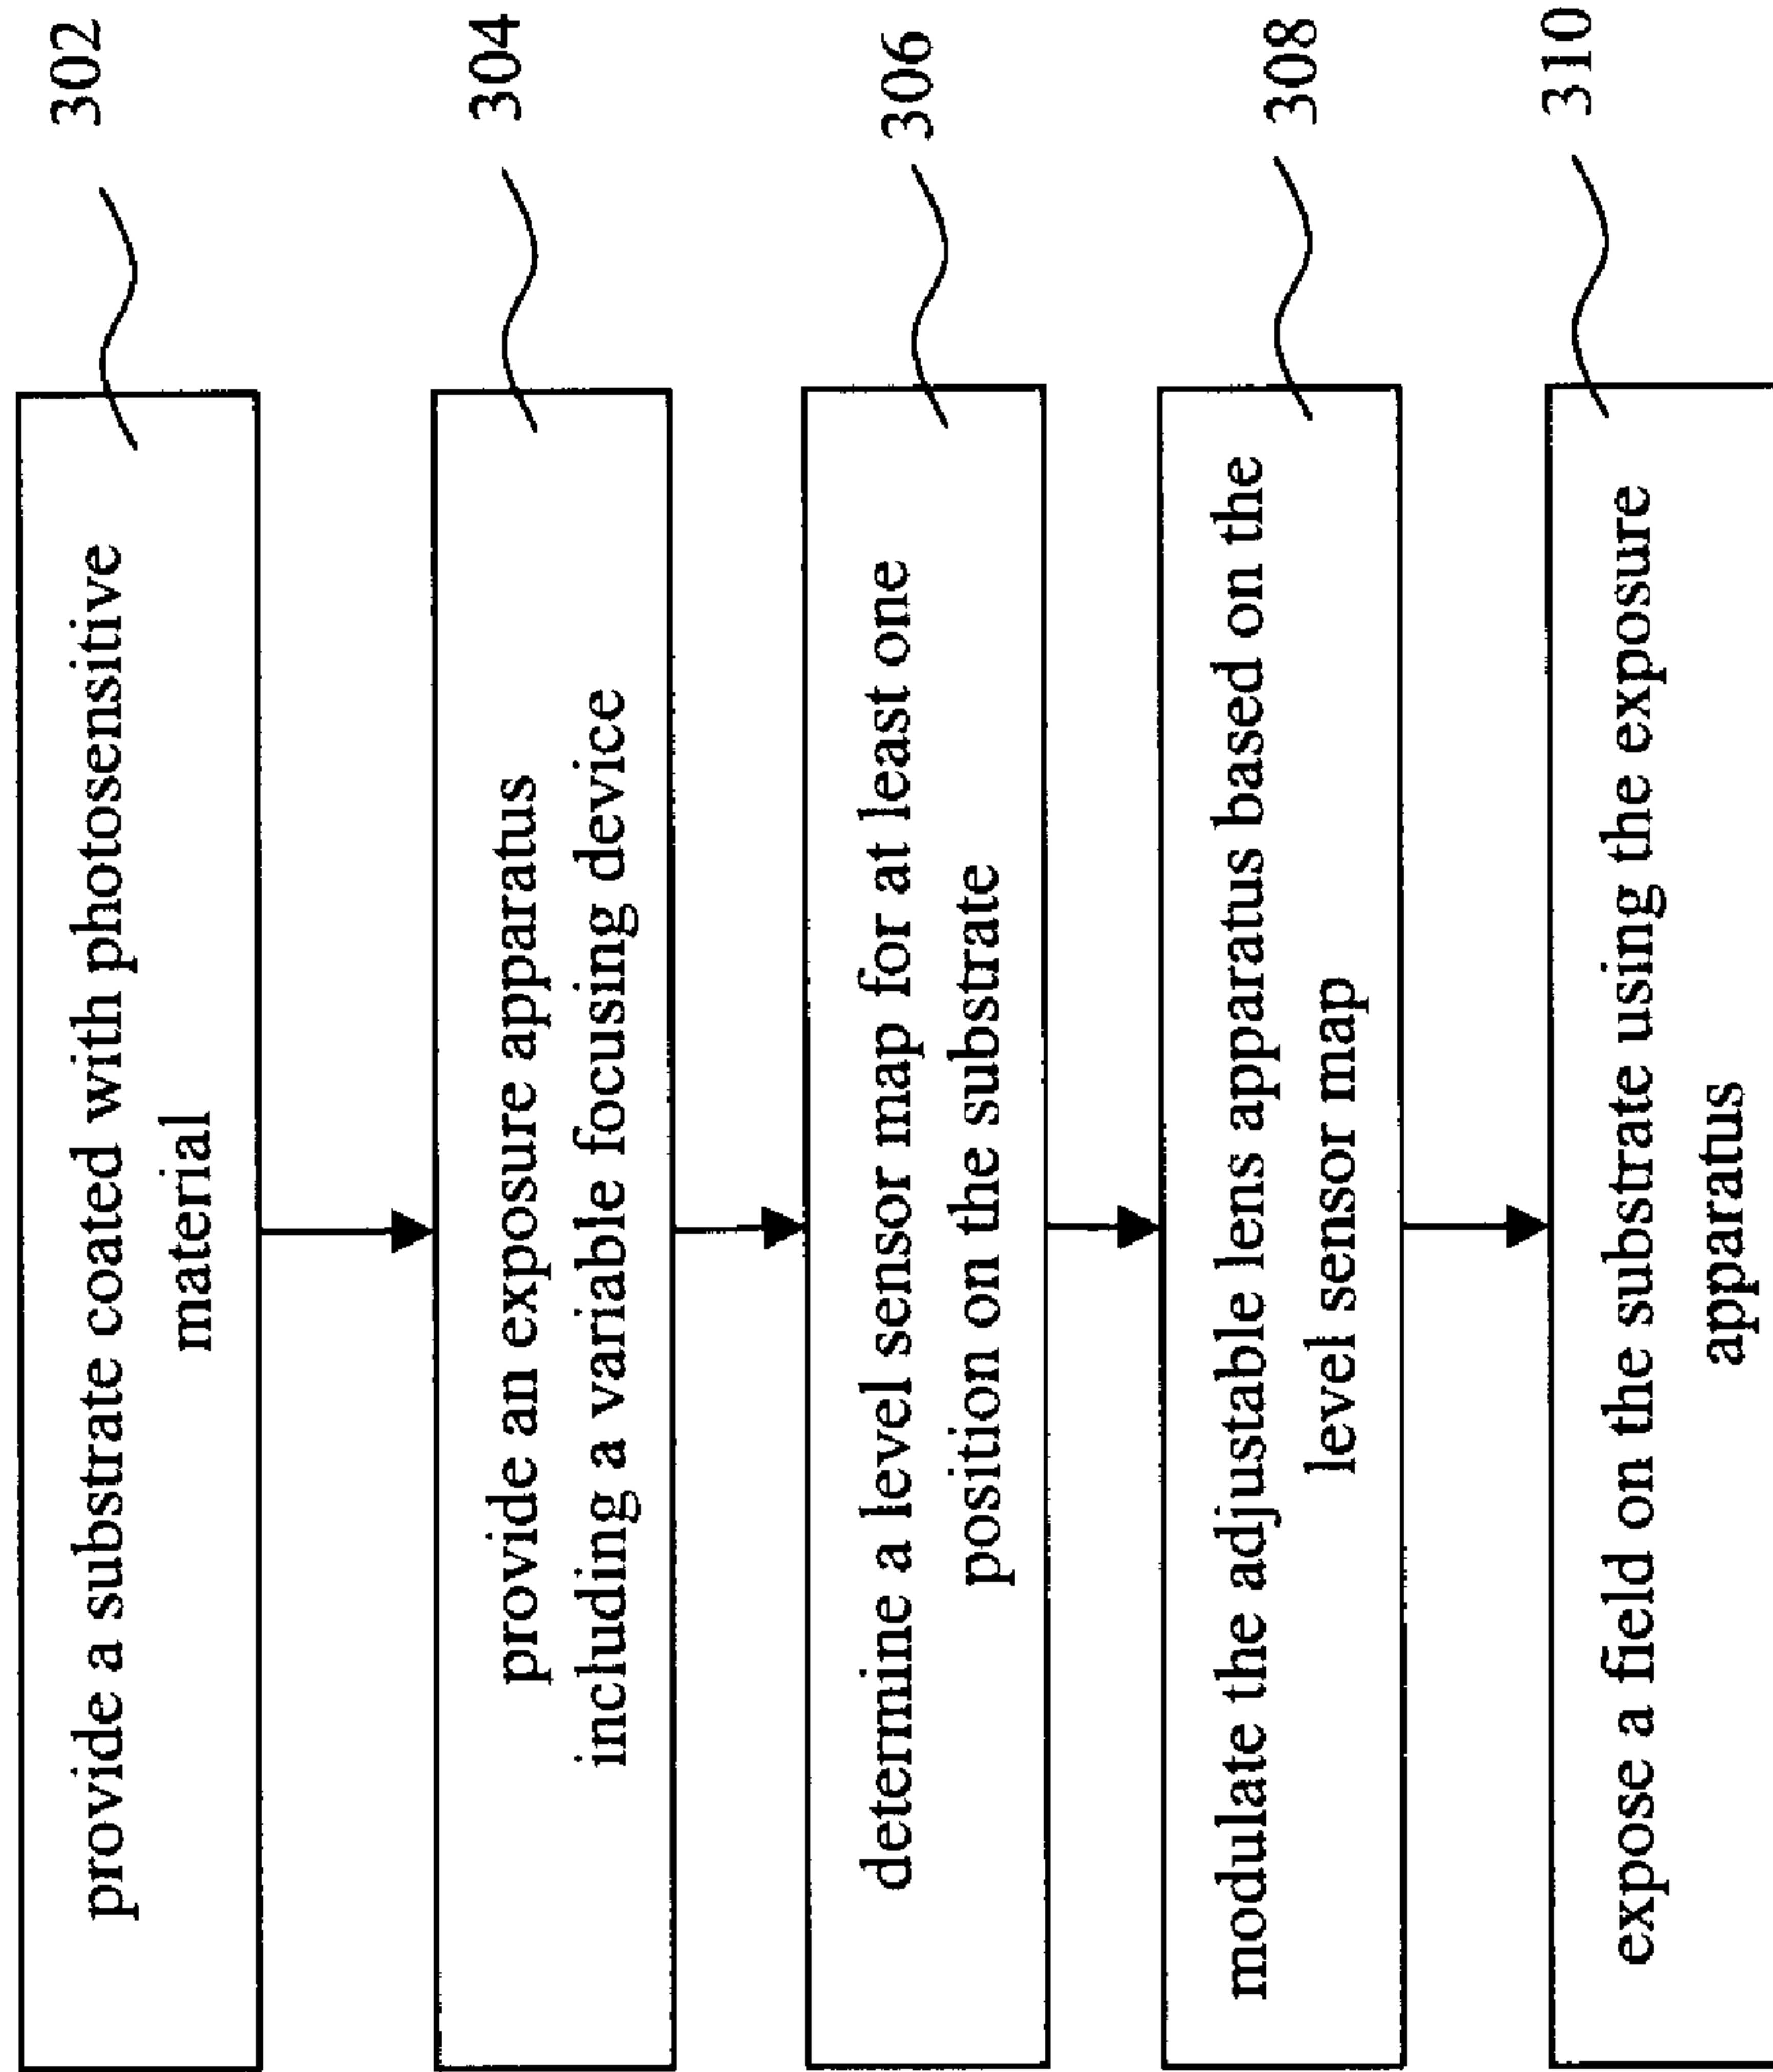 302
provide a substrate coated with photosensitive
material
304
provide an exposure apparatus
including a variable focusing device
306
determine a level sensor map for at least one
position on the substrate
308
modulate the adjustable lens apparatus based on the
level sensor map
310
expose a field on the substrate using the exposure
apparatus